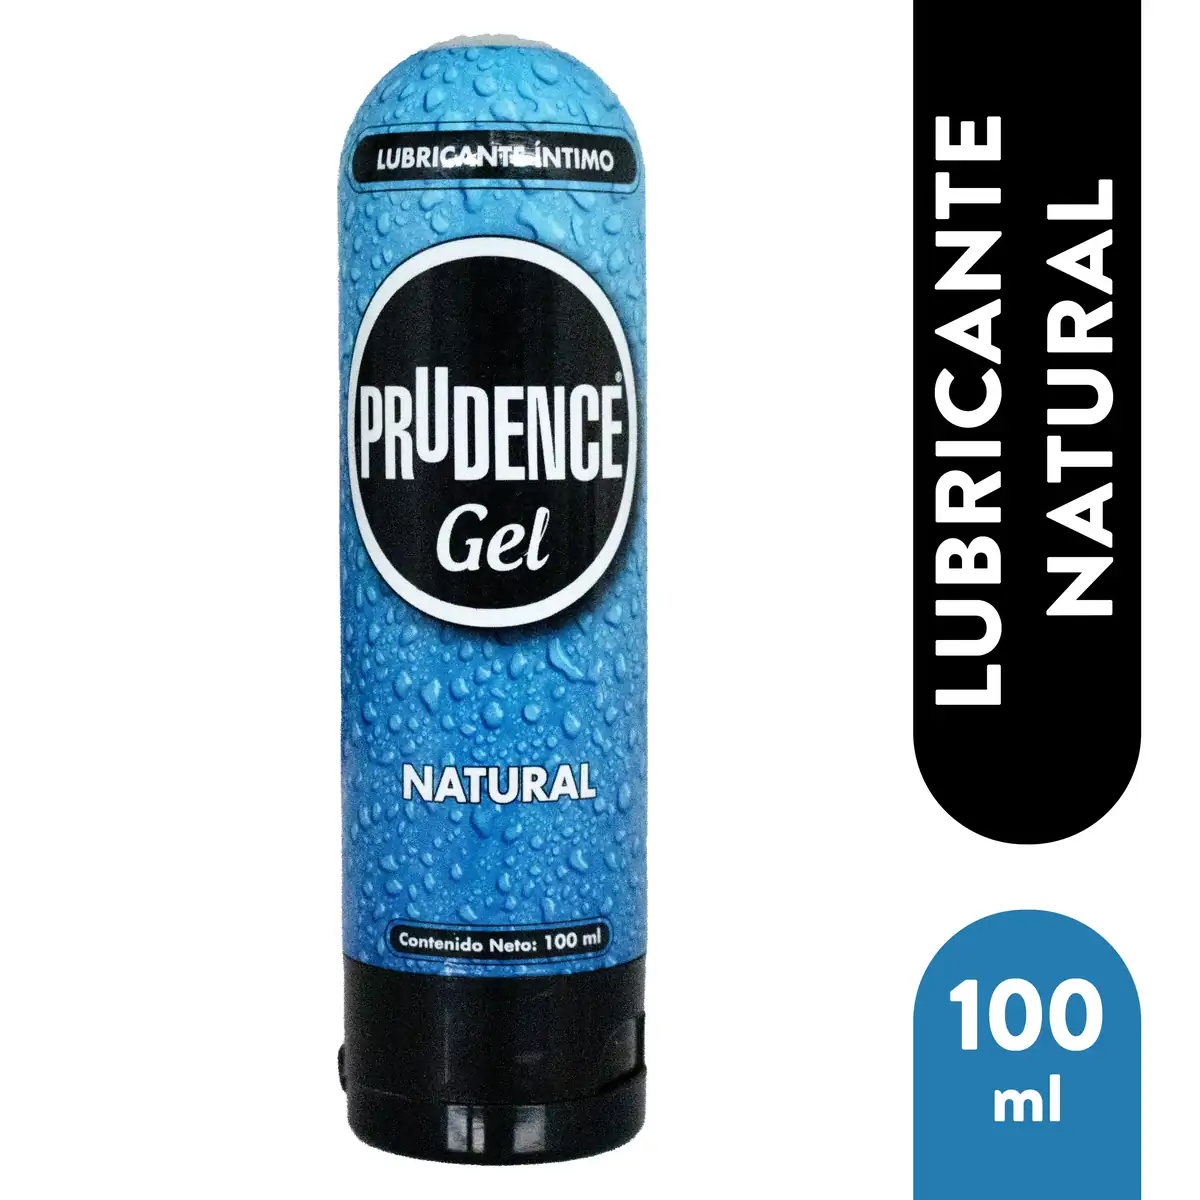 LUBRICANTE ÍNTIMO
PRUDENCE®
Gel
NATURAL
Contenido Neto: 100 ml
LUBRICANTE
NATURAL
100
ml